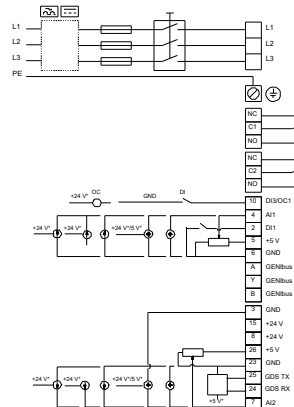 L1
L2
L3
PE
L1
L2
L3
NC
C1
NO
NC
C2
NO
+24 V* OC GND DI 10 DI3/OC1
4 AI1
2 DI1
+24 V* +24 V* +24 V*/5 V* 5 +5 V
6 GND
A GENIbus
Y GENIbus
B GENIbus
3 GND
15 +24 V
8 +24 V
26 +5 V
23 GND
+24 V* +24 V* +24 V*/5 V* 25 GDS TX
24 GDS RX
+5 V*
7 AI2